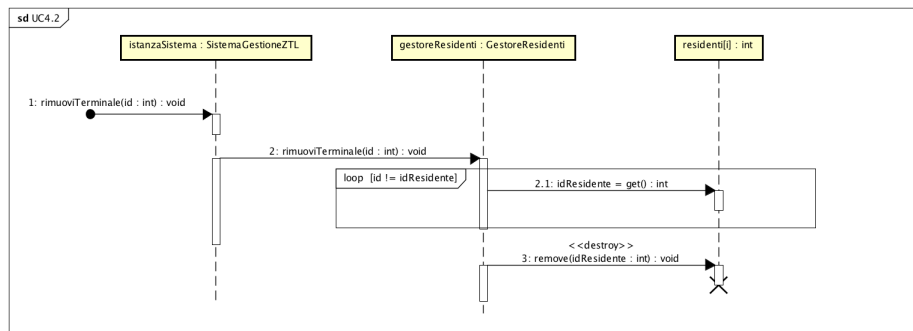 sd UC4.2
istanzaSistema : SistemaGestioneZTL
gestoreResidenti : GestoreResidenti
residenti[i] : int
1: rimuoviTerminale(id : int) : void
2: rimuoviTerminale(id : int) : void
loop [id != idResidente]
2.1: idResidente = get() : int
<<destroy>>
3: remove(idResidente : int) : void